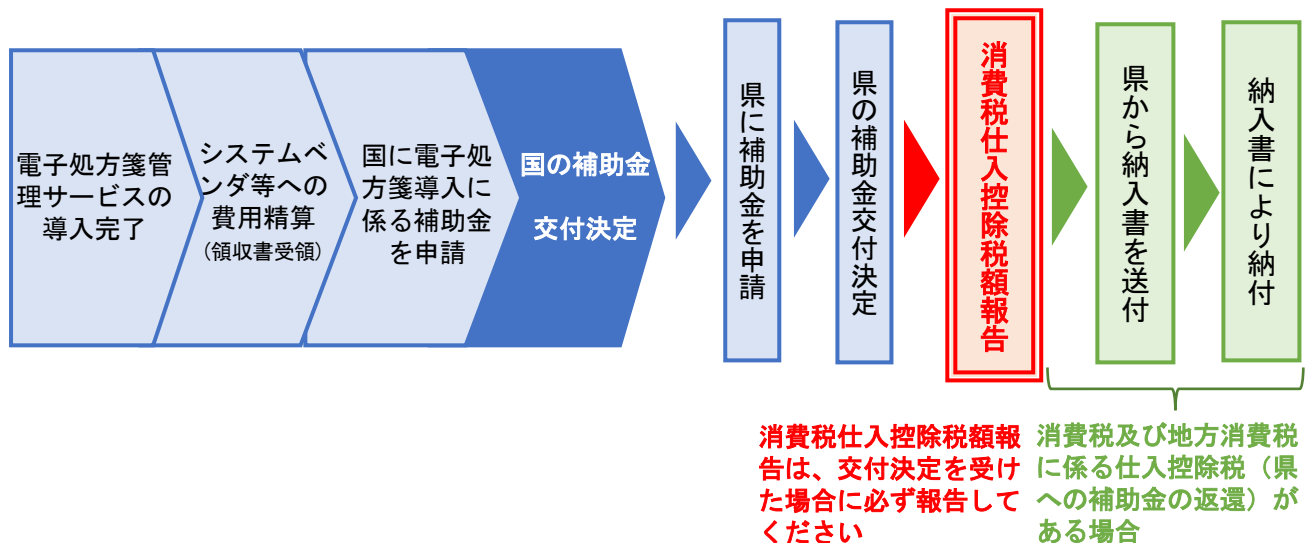 電子処方箋管
理サービスの
導入完了
システムベ
ンダ等への
費用精算
(領収書受領)
国に電子処
方箋導入に
係る補助金
を申請
国の補助金
交付決定
県に補助金を申請
県の補助金交付決定
消費税仕入控除税額報告
県から納入書を送付
納入書により納付
消費税仕入控除税額報
告は、交付決定を受け
た場合に必ず報告して
ください
消費税及び地方消費税
に係る仕入控除税（県
への補助金の返還）が
ある場合